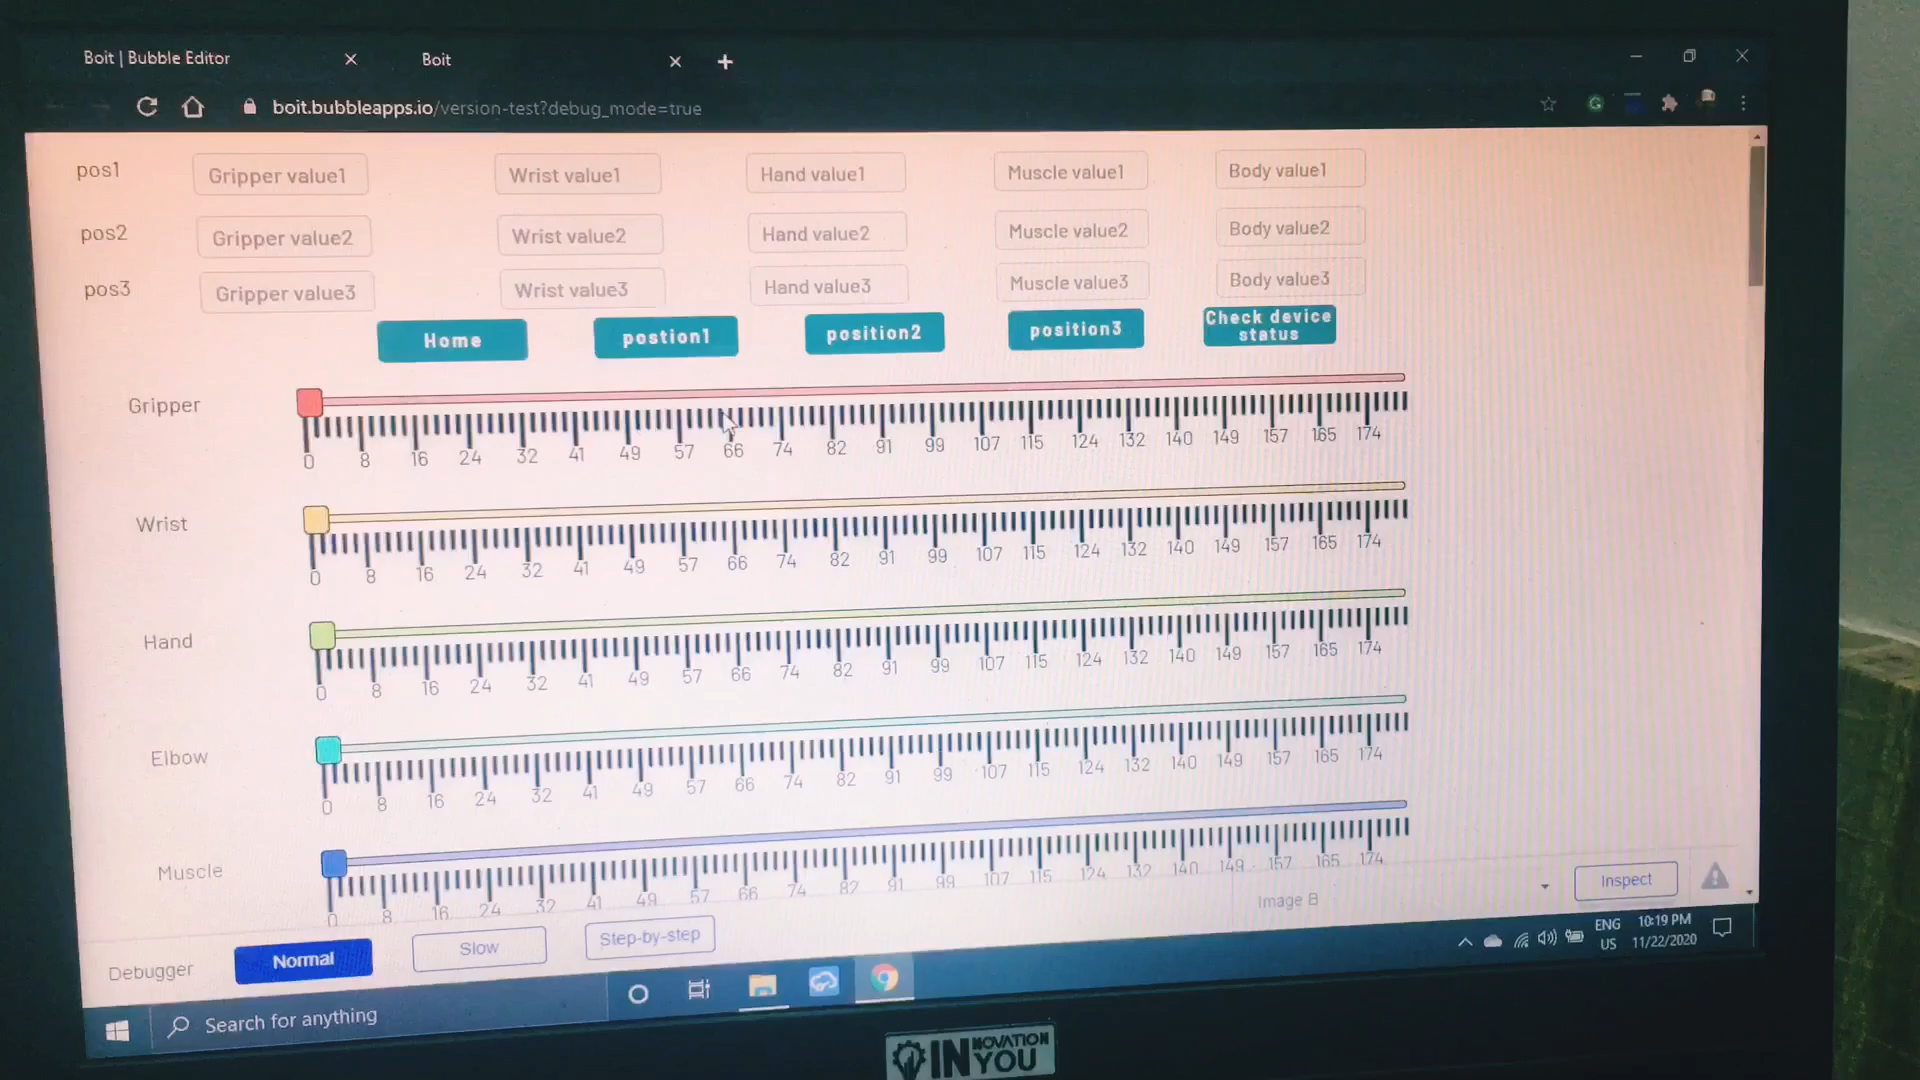 Boit | Bubble Editor
Boit
boit.bubbleapps.io/version-test?debug_mode=true
pos1 Gripper value1 Wrist value1 Hand value1 Muscle value1 Body value1
pos2 Gripper value2 Wrist value2 Hand value2 Muscle value2 Body value2
pos3 Gripper value3 Wrist value3 Hand value3 Muscle value3 Body value3
Home postion1 position2 position3 Check device
status
Gripper
0 8 16 24 32 41 49 57 66 74 82 91 99 107 115 124 132 140 149 157 165 174
Wrist
0 8 16 24 32 41 49 57 66 74 82 91 99 107 115 124 132 140 149 157 165 174
Hand
0 8 16 24 32 41 49 57 66 74 82 91 99 107 115 124 132 140 149 157 165 174
Elbow
0 8 16 24 32 41 49 57 66 74 82 91 99 107 115 124 132 140 149 157 165 174
Muscle
0 8 16 24 32 41 49 57 66 74 82 91 99 107 115 124 132 140 149 157 165 174
Image B
Inspect
Debugger Normal Slow Step-by-step
Search for anything
ENG
US
10:19 PM
11/22/2020
INNOVATION
YOU